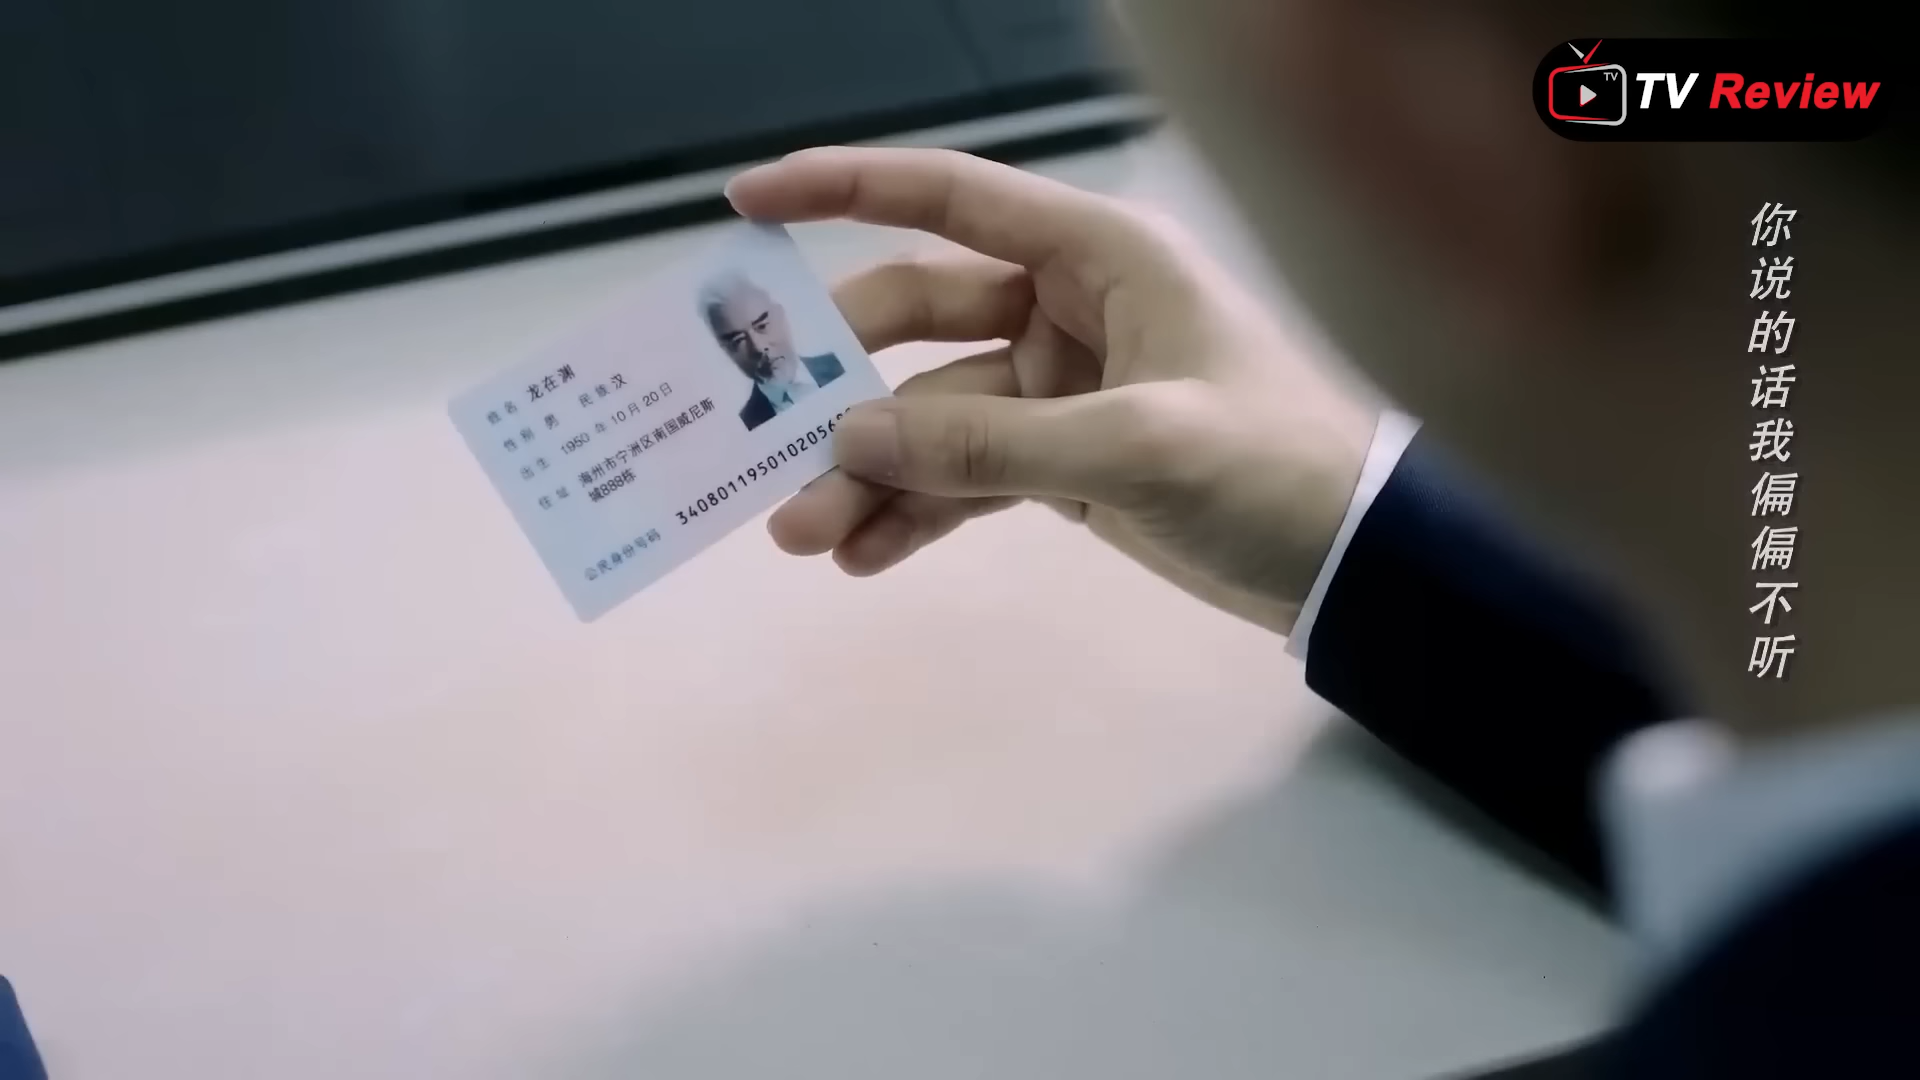 TV
TV Review
姓名 龙在渊
性别 男 民族 汉
出生 1950 年 10 月 20 日
住址 海州市宁洲区南国威尼斯
城888栋
公民身份号码 34080119501020568
你说的话我偏偏不听